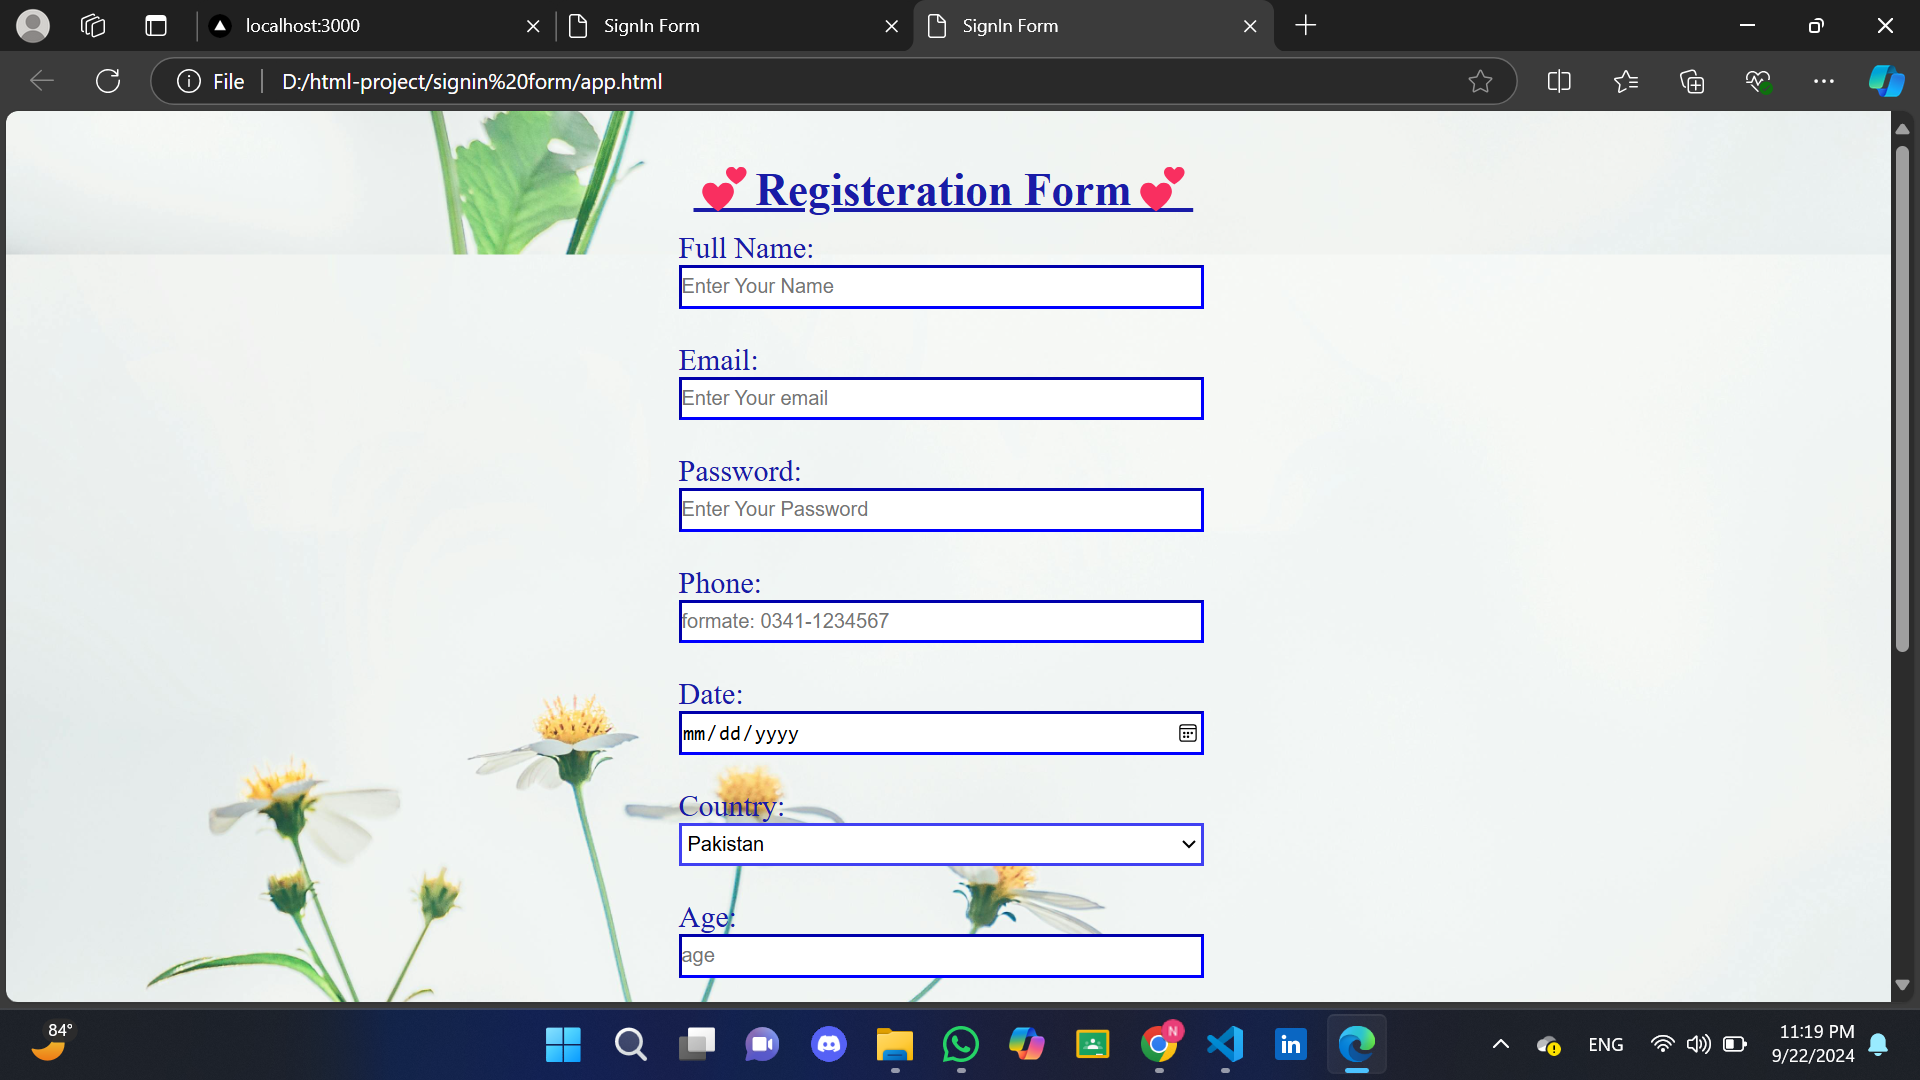 localhost:3000
SignIn Form
SignIn Form
File
D:/html-project/signin%20form/app.html
💕 Registeration Form💕
Full Name:
Enter Your Name
Email:
Enter Your email
Password:
Enter Your Password
Phone:
formate: 0341-1234567
Date:
mm/dd/yyyy
Country:
Pakistan
Age:
age
84°
N
in
ENG
11:19 PM
9/22/2024